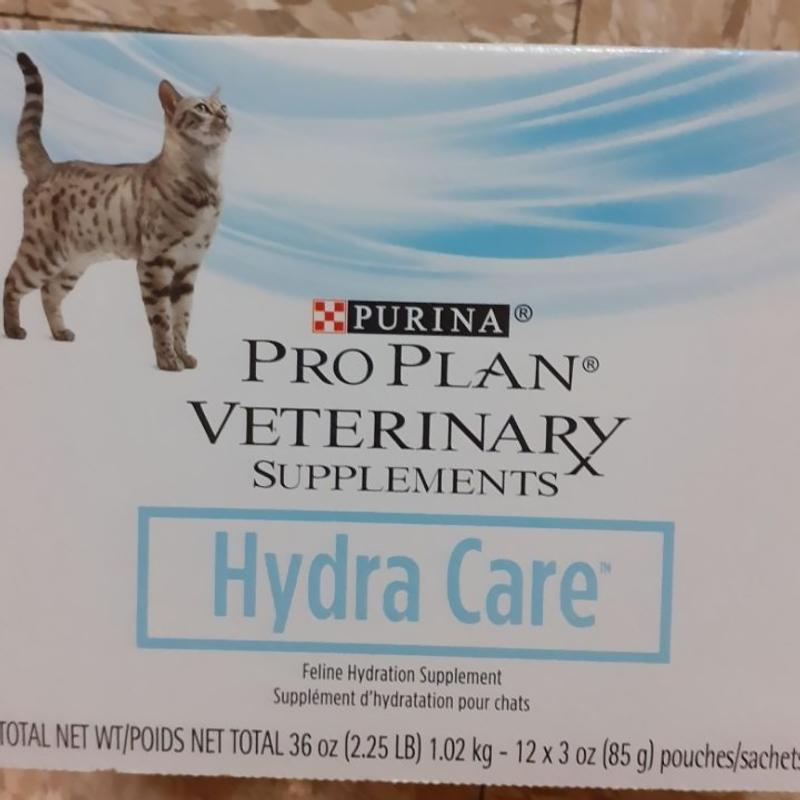 PURINA®
PRO PLAN®
VETERINARY
SUPPLEMENTS
Hydra Care™
Feline Hydration Supplement
Supplément d'hydratation pour chats
TOTAL NET WT/POIDS NET TOTAL 36 oz (2.25 LB) 1.02 kg - 12 x 3 oz (85 g) pouches/sachets